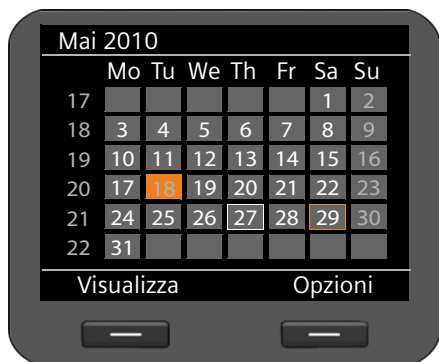 Mai 2010
Mo Tu We Th Fr Sa Su
17 1 2
18 3 4 5 6 7 8 9
19 10 11 12 13 14 15 16
20 17 18 19 20 21 22 23
21 24 25 26 27 28 29 30
22 31
Visualizza Opzioni